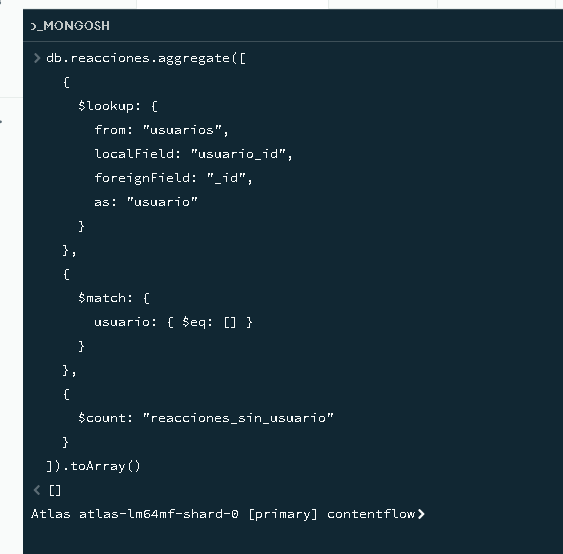 >_MONGOSH
> db.reacciones.aggregate([
    {
      $lookup: {
        from: "usuarios",
        localField: "usuario_id",
        foreignField: "_id",
        as: "usuario"
      }
    },
    {
      $match: {
        usuario: { $eq: [] }
      }
    },
    {
      $count: "reacciones_sin_usuario"
    }
  ]).toArray()
< []
Atlas atlas-lm64mf-shard-0 [primary] contentflow>